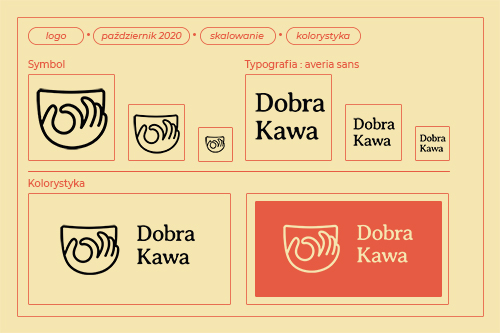 logo • październik 2020 • skalowanie • kolorystyka
Symbol
Typografia : averia sans
Dobra
Kawa
Dobra
Kawa
Dobra
Kawa
Kolorystyka
Dobra
Kawa
Dobra
Kawa